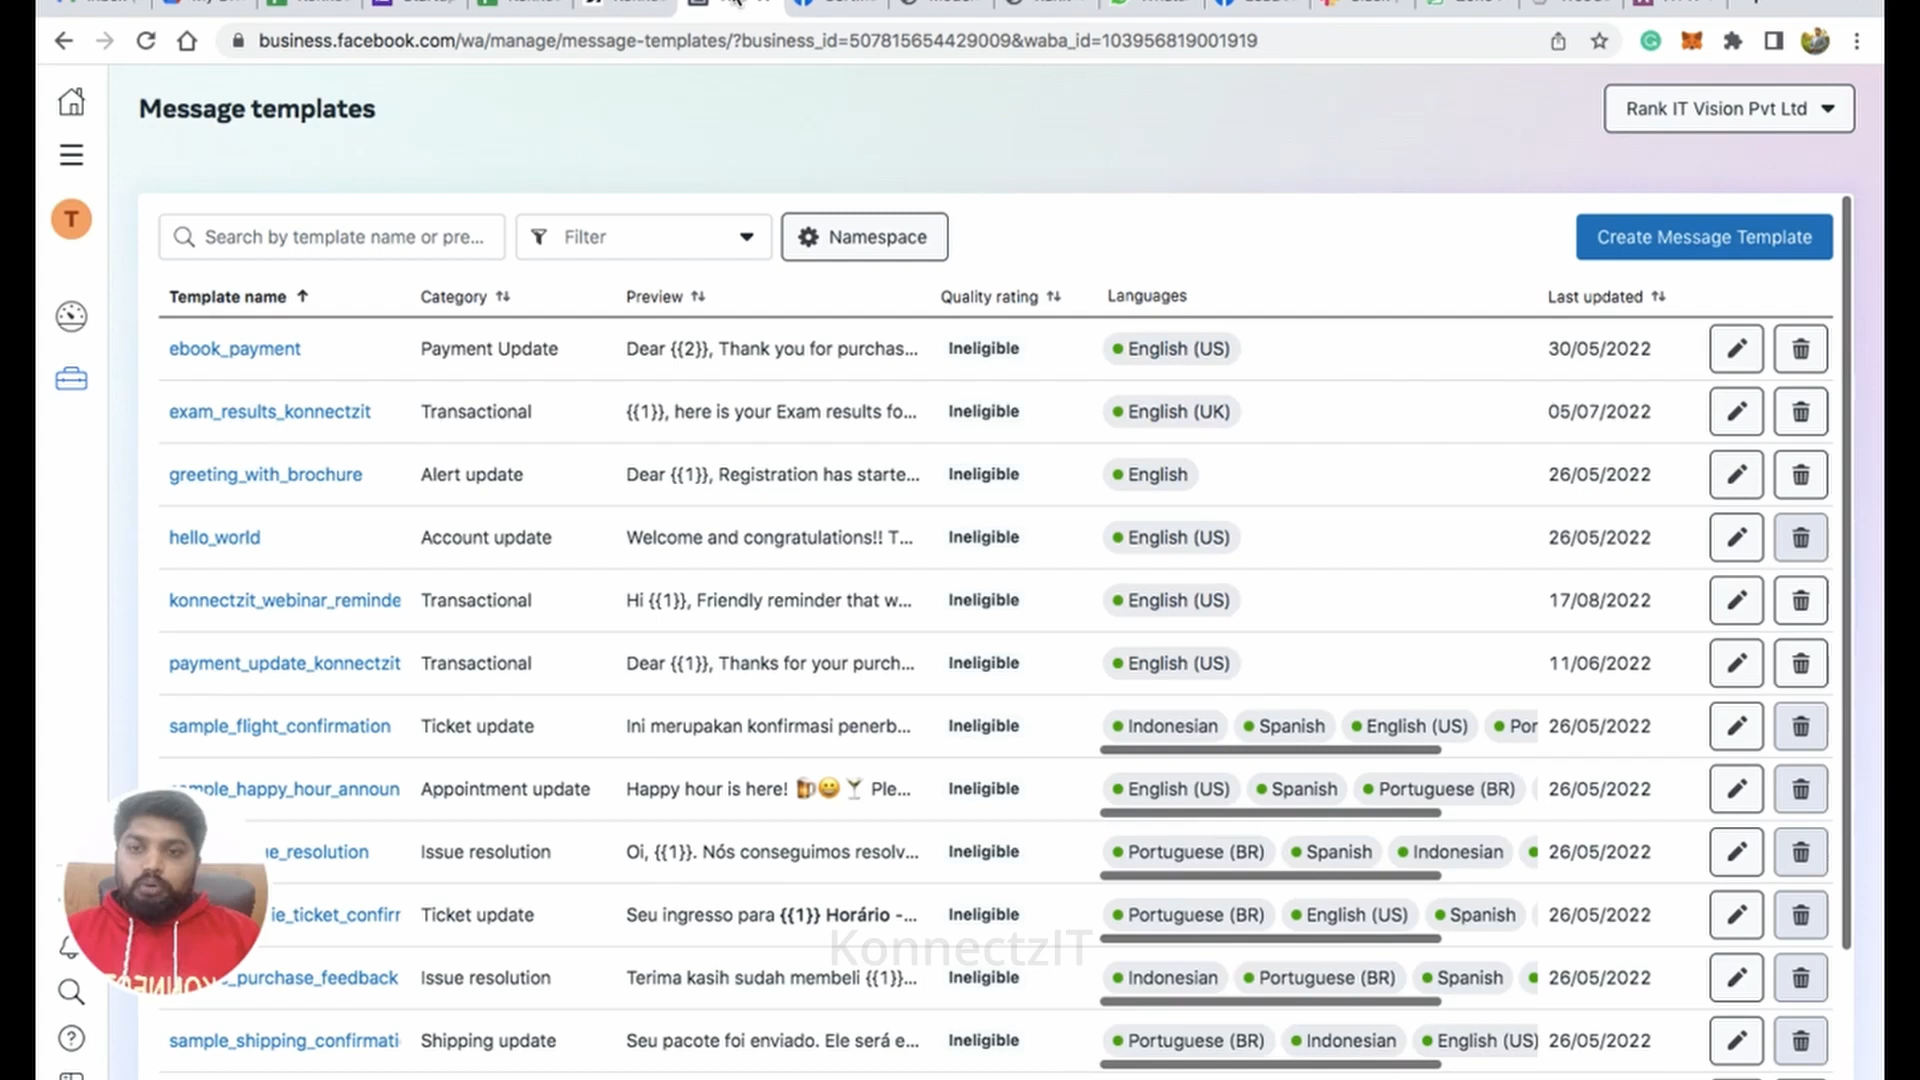 business.facebook.com/wa/manage/message-templates/?business_id=507815654429009&waba_id=103956819001919
Message templates
Rank IT Vision Pvt Ltd
T
Search by template name or pre...
Filter
Namespace
Create Message Template
Template name Category Preview Quality rating Languages Last updated
ebook_payment Payment Update Dear {{2}}, Thank you for purchas... Ineligible English (US) 30/05/2022
exam_results_konnectzit Transactional {{1}}, here is your Exam results fo... Ineligible English (UK) 05/07/2022
greeting_with_brochure Alert update Dear {{1}}, Registration has starte... Ineligible English 26/05/2022
hello_world Account update Welcome and congratulations!! T... Ineligible English (US) 26/05/2022
konnectzit_webinar_reminde Transactional Hi {{1}}, Friendly reminder that w... Ineligible English (US) 17/08/2022
payment_update_konnectzit Transactional Dear {{1}}, Thanks for your purch... Ineligible English (US) 11/06/2022
sample_flight_confirmation Ticket update Ini merupakan konfirmasi penerb... Ineligible Indonesian Spanish English (US) Por 26/05/2022
mple_happy_hour_announ Appointment update Happy hour is here! 🍺😀🍸 Ple... Ineligible English (US) Spanish Portuguese (BR) 26/05/2022
ue_resolution Issue resolution Oi, {{1}}. Nós conseguimos resolv... Ineligible Portuguese (BR) Spanish Indonesian 26/05/2022
ie_ticket_confirr Ticket update Seu ingresso para {{1}} Horário -... Ineligible Portuguese (BR) English (US) Spanish 26/05/2022
KonnectzIT
_purchase_feedback Issue resolution Terima kasih sudah membeli {{1}}... Ineligible Indonesian Portuguese (BR) Spanish 26/05/2022
sample_shipping_confirmati Shipping update Seu pacote foi enviado. Ele será e... Ineligible Portuguese (BR) Indonesian English (US) 26/05/2022